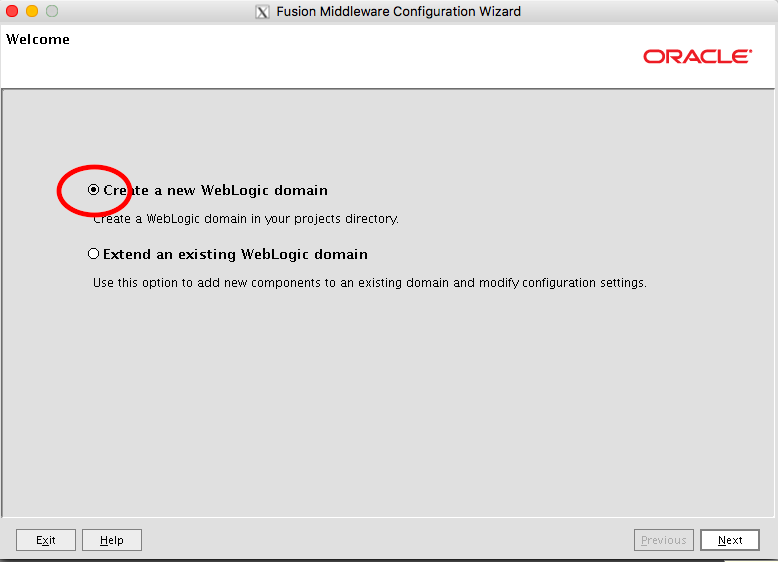 Fusion Middleware Configuration Wizard
Welcome
ORACLE
Create a new WebLogic domain
Create a WebLogic domain in your projects directory.
Extend an existing WebLogic domain
Use this option to add new components to an existing domain and modify configuration settings.
Exit Help Previous Next